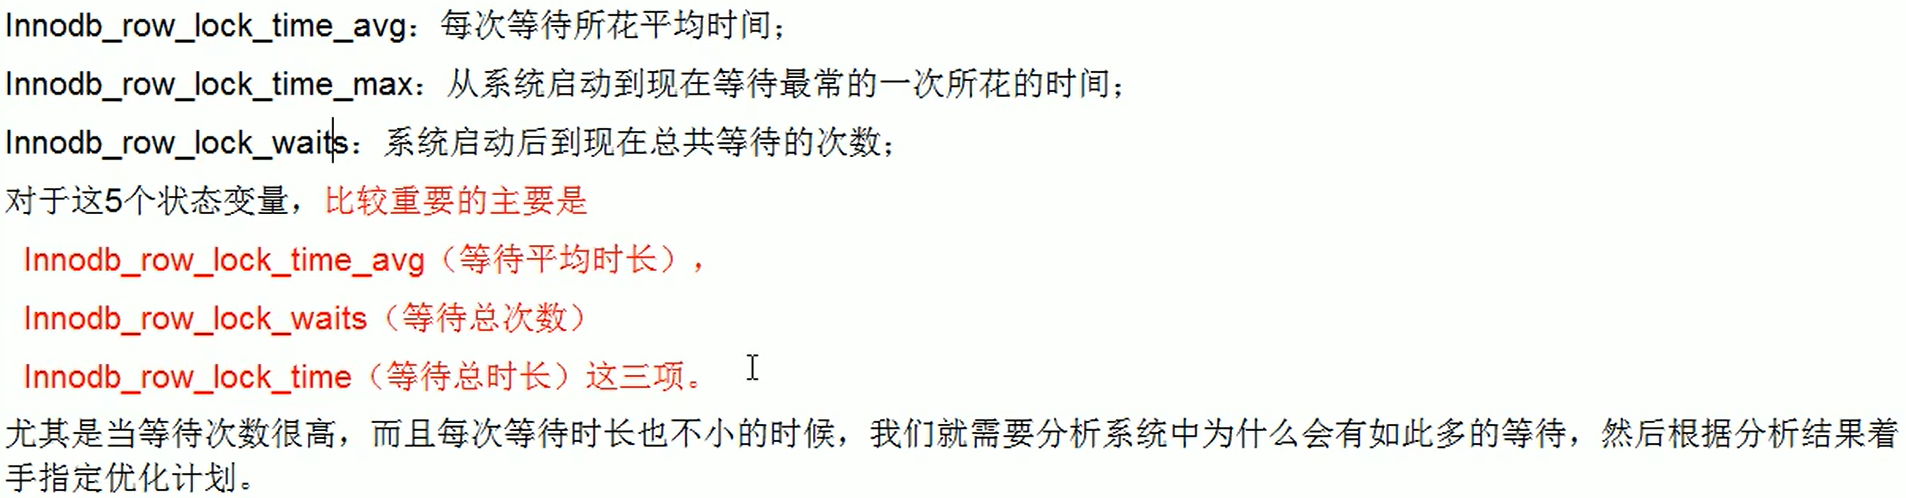 Innodb_row_lock_time_avg：每次等待所花平均时间；
Innodb_row_lock_time_max：从系统启动到现在等待最常的一次所花的时间；
Innodb_row_lock_waits：系统启动后到现在总共等待的次数；
对于这5个状态变量，比较重要的主要是
Innodb_row_lock_time_avg（等待平均时长），
Innodb_row_lock_waits（等待总次数）
Innodb_row_lock_time（等待总时长）这三项。
尤其是当等待次数很高，而且每次等待时长也不小的时候，我们就需要分析系统中为什么会有如此多的等待，然后根据分析结果着
手指定优化计划。